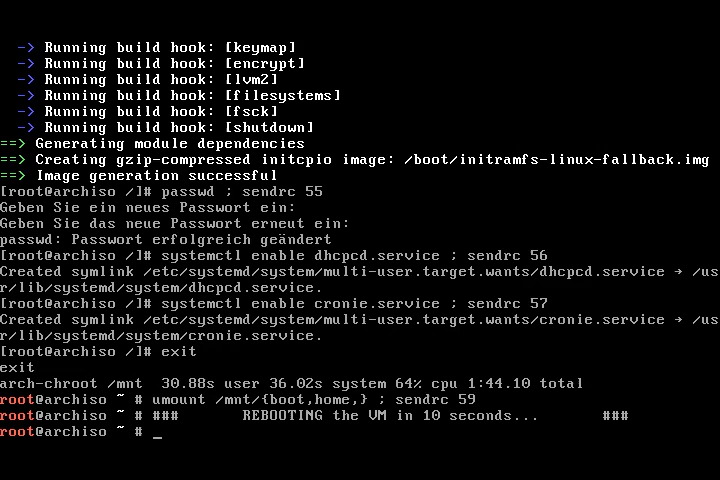 -> Running build hook: [keymap]
-> Running build hook: [encrypt]
-> Running build hook: [lvm2]
-> Running build hook: [filesystems]
-> Running build hook: [fsck]
-> Running build hook: [shutdown]
==> Generating module dependencies
==> Creating gzip-compressed initcpio image: /boot/initramfs-linux-fallback.img
==> Image generation successful
[root@archiso /]# passwd ; sendrc 55
Geben Sie ein neues Passwort ein:
Geben Sie das neue Passwort erneut ein:
passwd: Passwort erfolgreich geändert
[root@archiso /]# systemctl enable dhcpcd.service ; sendrc 56
Created symlink /etc/systemd/system/multi-user.target.wants/dhcpcd.service → /us
r/lib/systemd/system/dhcpcd.service.
[root@archiso /]# systemctl enable cronie.service ; sendrc 57
Created symlink /etc/systemd/system/multi-user.target.wants/cronie.service → /us
r/lib/systemd/system/cronie.service.
[root@archiso /]# exit
exit
arch-chroot /mnt  30.88s user 36.02s system 64% cpu 1:44.10 total
root@archiso ~ # umount /mnt/{boot,home,} ; sendrc 59
root@archiso ~ # ###       REBOOTING the VM in 10 seconds...       ###
root@archiso ~ # _